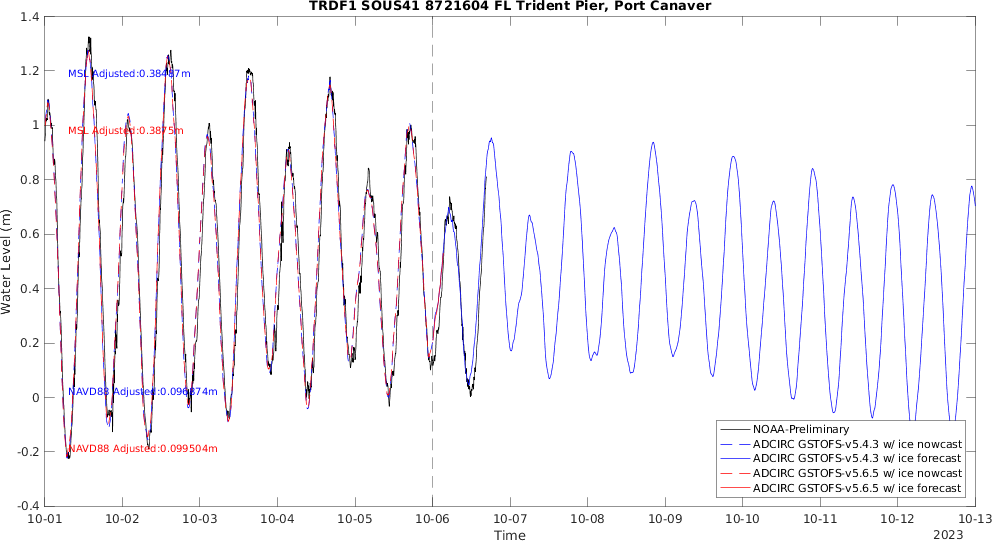 TRDF1 SOUS41 8721604 FL Trident Pier, Port Canaver
Water Level (m)
1.4
1.2
1
0.8
0.6
0.4
0.2
0
-0.2
-0.4
MSL Adjusted:0.38487m
MSL Adjusted:0.3875m
NAVD88 Adjusted:0.096874m
NAVD88 Adjusted:0.099504m
NOAA-Preliminary
ADCIRC GSTOFS-v5.4.3 w/ ice nowcast
ADCIRC GSTOFS-v5.4.3 w/ ice forecast
ADCIRC GSTOFS-v5.6.5 w/ ice nowcast
ADCIRC GSTOFS-v5.6.5 w/ ice forecast
10-01 10-02 10-03 10-04 10-05 10-06 10-07 10-08 10-09 10-10 10-11 10-12 10-13
Time
2023